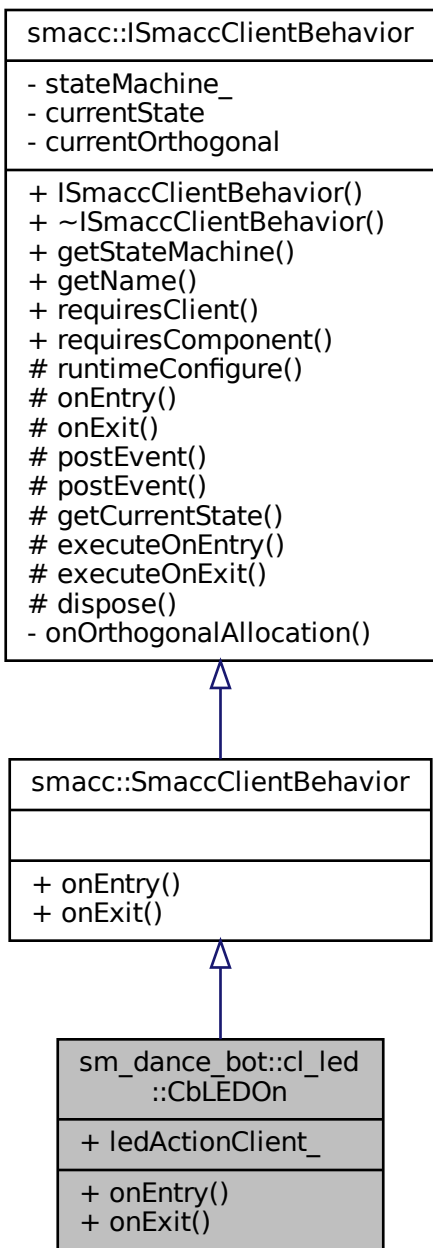 smacc::ISmaccClientBehavior
- stateMachine_
- currentState
- currentOrthogonal
+ ISmaccClientBehavior()
+ ~ISmaccClientBehavior()
+ getStateMachine()
+ getName()
+ requiresClient()
+ requiresComponent()
# runtimeConfigure()
# onEntry()
# onExit()
# postEvent()
# postEvent()
# getCurrentState()
# executeOnEntry()
# executeOnExit()
# dispose()
- onOrthogonalAllocation()
smacc::SmaccClientBehavior
+ onEntry()
+ onExit()
sm_dance_bot::cl_led
::CbLEDOn
+ ledActionClient_
+ onEntry()
+ onExit()